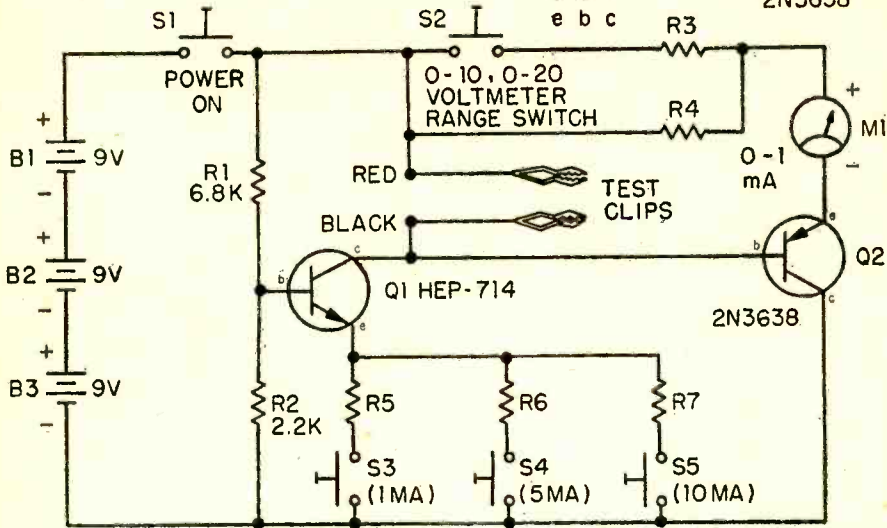 2N3638
S1
S2
e b c
R3
POWER
ON
0-10, 0-20
VOLTMETER
RANGE SWITCH
R4
+
M1
0-1
mA
−
+
B1
9V
−
R1
6.8K
RED
TEST
CLIPS
BLACK
+
B2
9V
−
b
c
e
Q1 HEP-714
b
e
c
Q2
2N3638
+
B3
9V
−
R2
2.2K
R5
R6
R7
S3
(1MA)
S4
(5MA)
S5
(10MA)